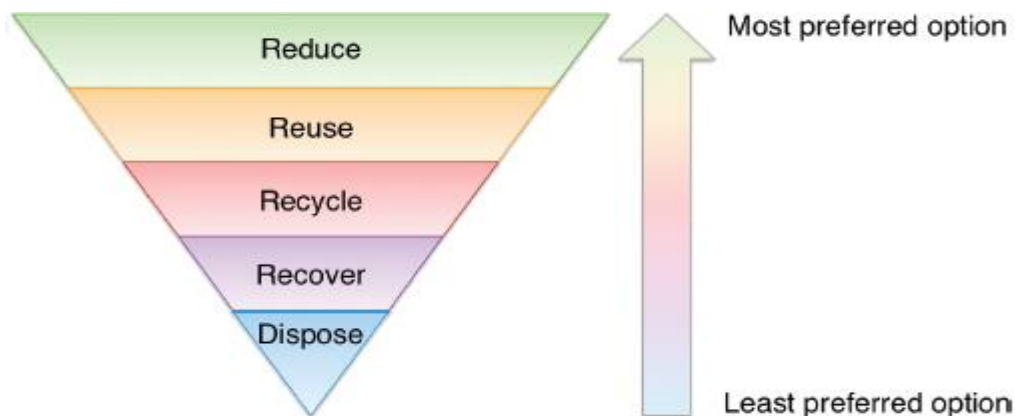 Reduce
Most preferred option
Reuse
Recycle
Recover
Dispose
Least preferred option